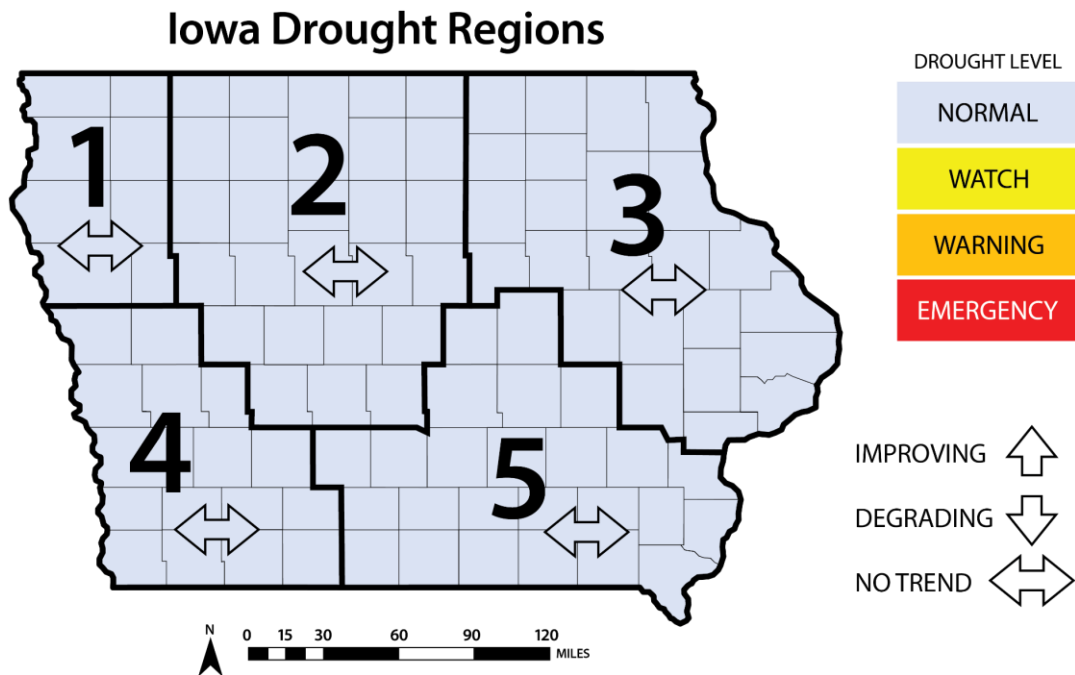 Iowa Drought Regions
DROUGHT LEVEL
NORMAL
WATCH
WARNING
EMERGENCY
1
2
3
4
5
IMPROVING
DEGRADING
NO TREND
N
0 15 30 60 90 120
MILES